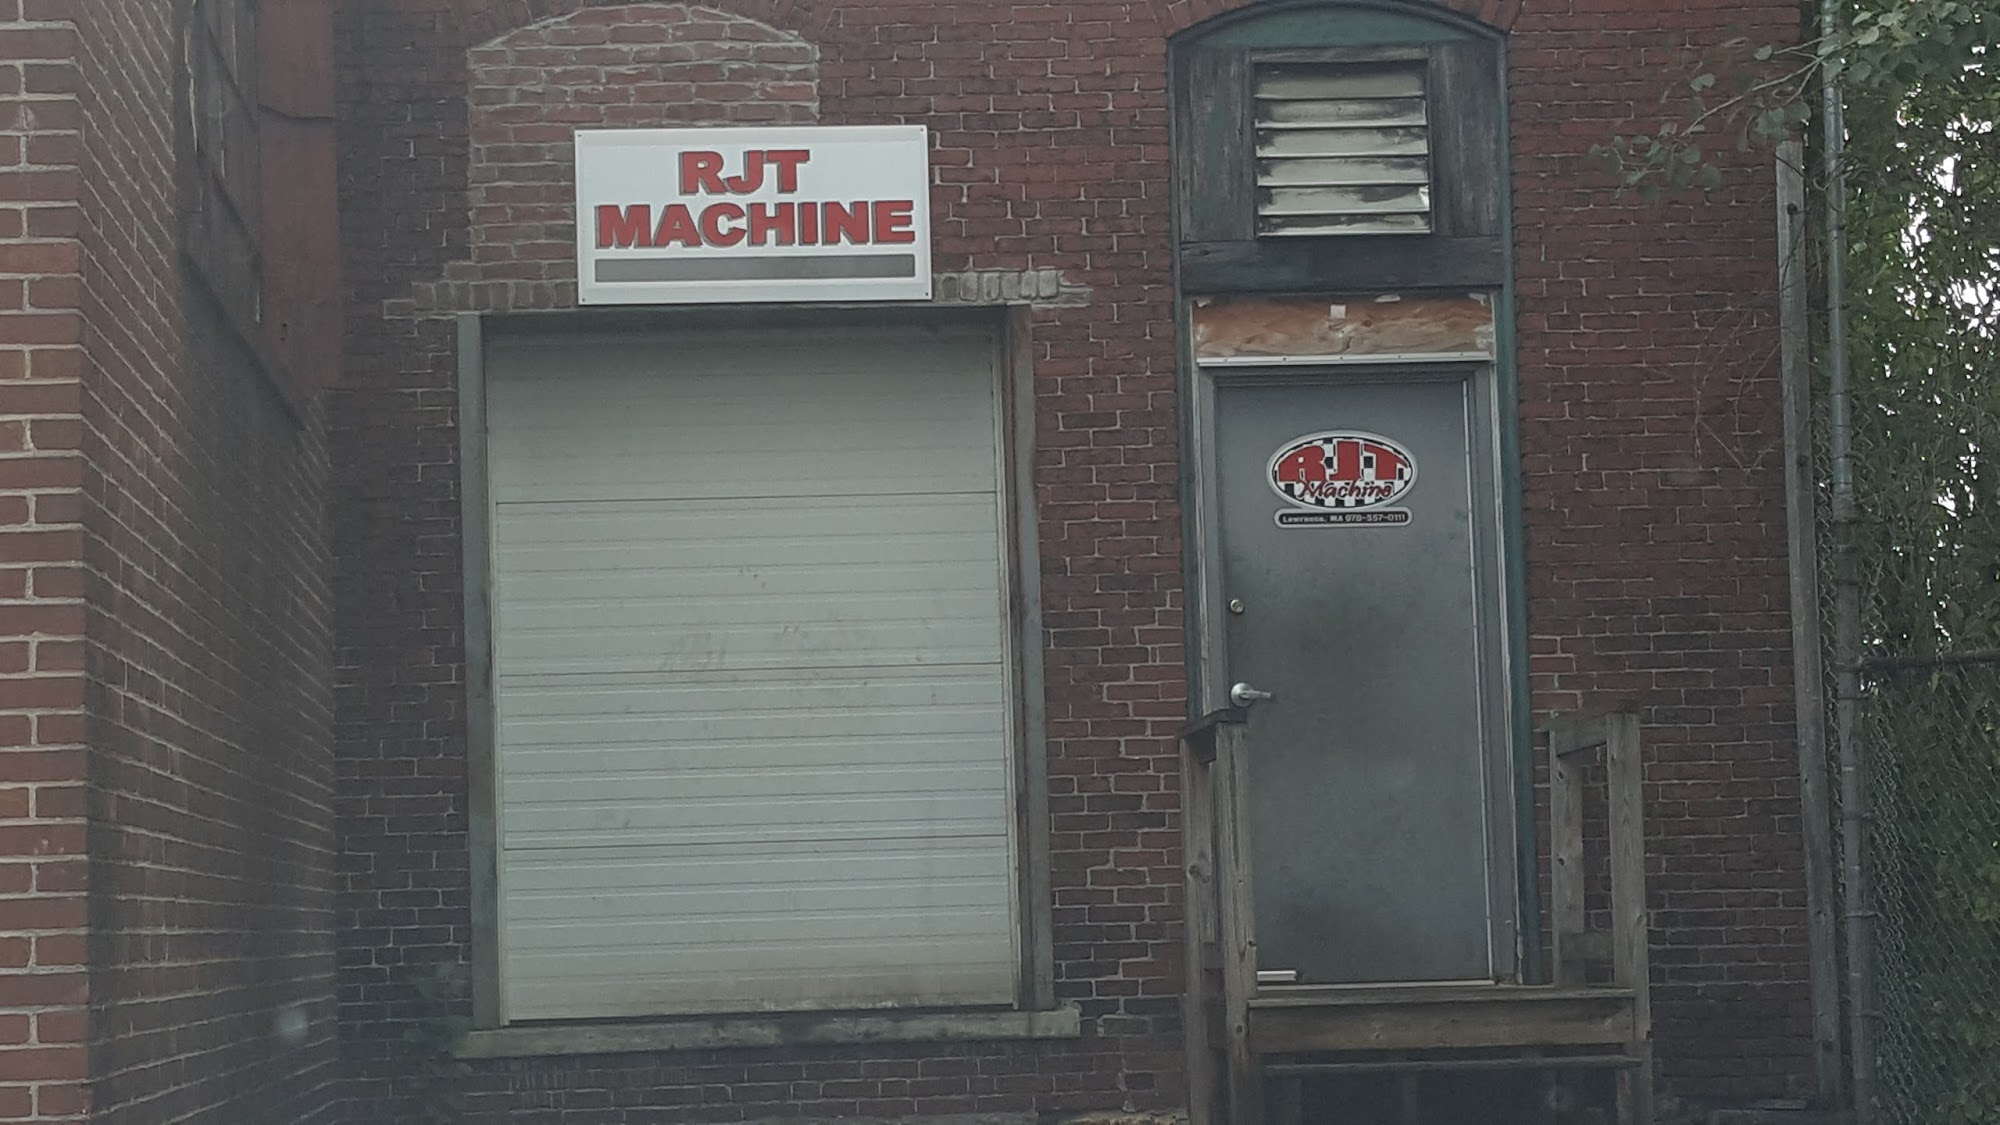 RJT
MACHINE
RJT
Machine
Lawrence, MA 978-557-0111